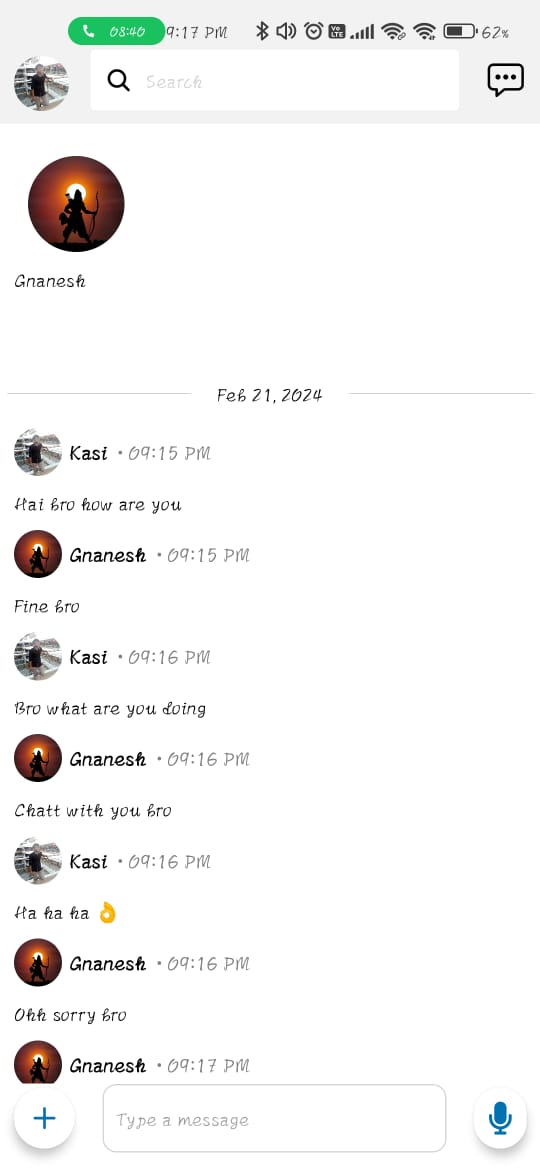 08:40 9:17 PM Vo LTE 62%
Search
Gnanesh
Feb 21, 2024
Kasi • 09:15 PM
Hai bro how are you
Gnanesh • 09:15 PM
Fine bro
Kasi • 09:16 PM
Bro what are you doing
Gnanesh • 09:16 PM
Chatt with you bro
Kasi • 09:16 PM
Ha ha ha 👌
Gnanesh • 09:16 PM
Ohh sorry bro
Gnanesh • 09:17 PM
Type a message